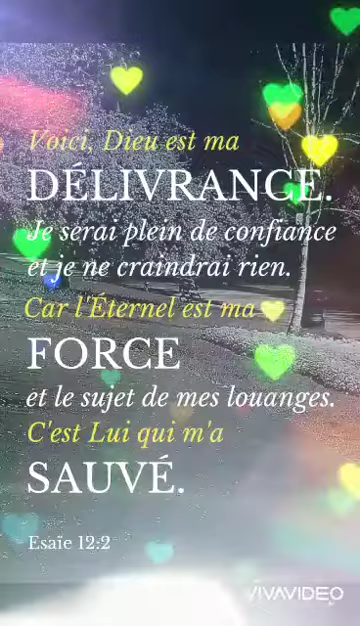 Voici, Dieu est ma
DÉLIVRANCE.
Je serai plein de confiance
et je ne craindrai rien.
Car l'Éternel est ma
FORCE
et le sujet de mes louanges.
C'est Lui qui m'a
SAUVÉ.
Esaïe 12:2
VIVAVIDEO